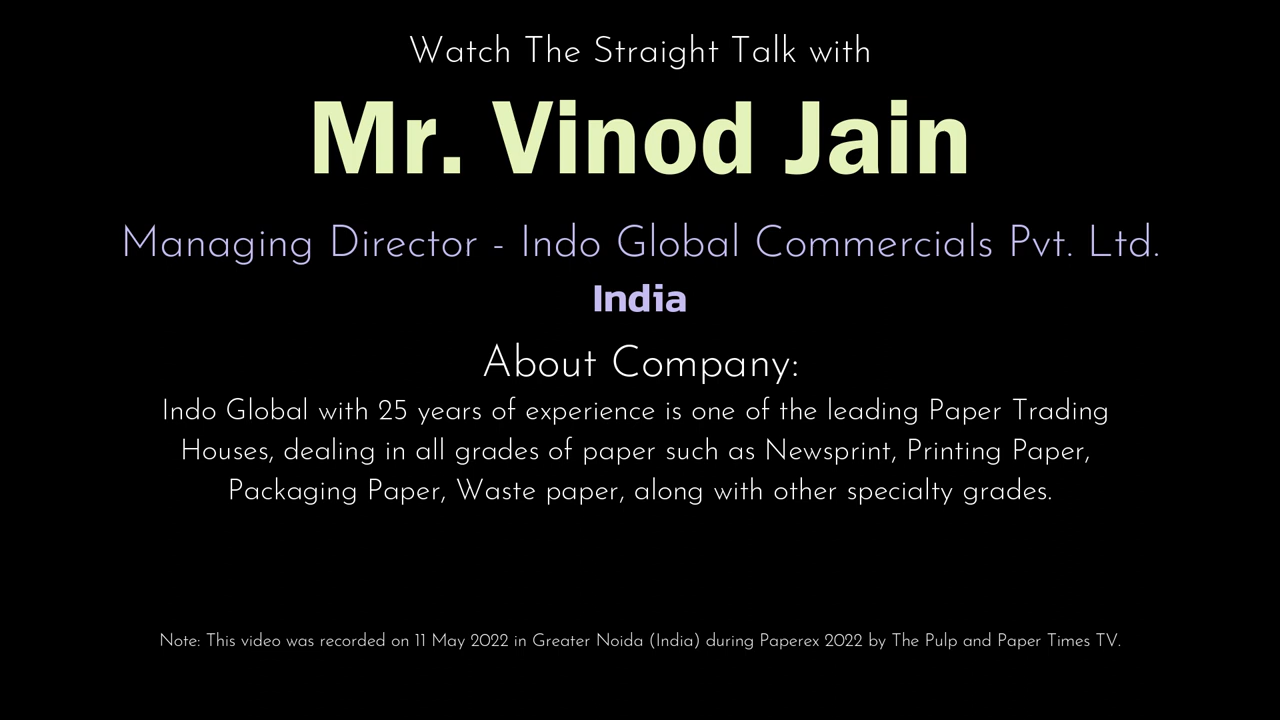 Watch The Straight Talk with
Mr. Vinod Jain
Managing Director - Indo Global Commercials Pvt. Ltd.
India
About Company:
Indo Global with 25 years of experience is one of the leading Paper Trading
Houses, dealing in all grades of paper such as Newsprint, Printing Paper,
Packaging Paper, Waste paper, along with other specialty grades.
Note: This video was recorded on 11 May 2022 in Greater Noida (India) during Paperex 2022 by The Pulp and Paper Times TV.